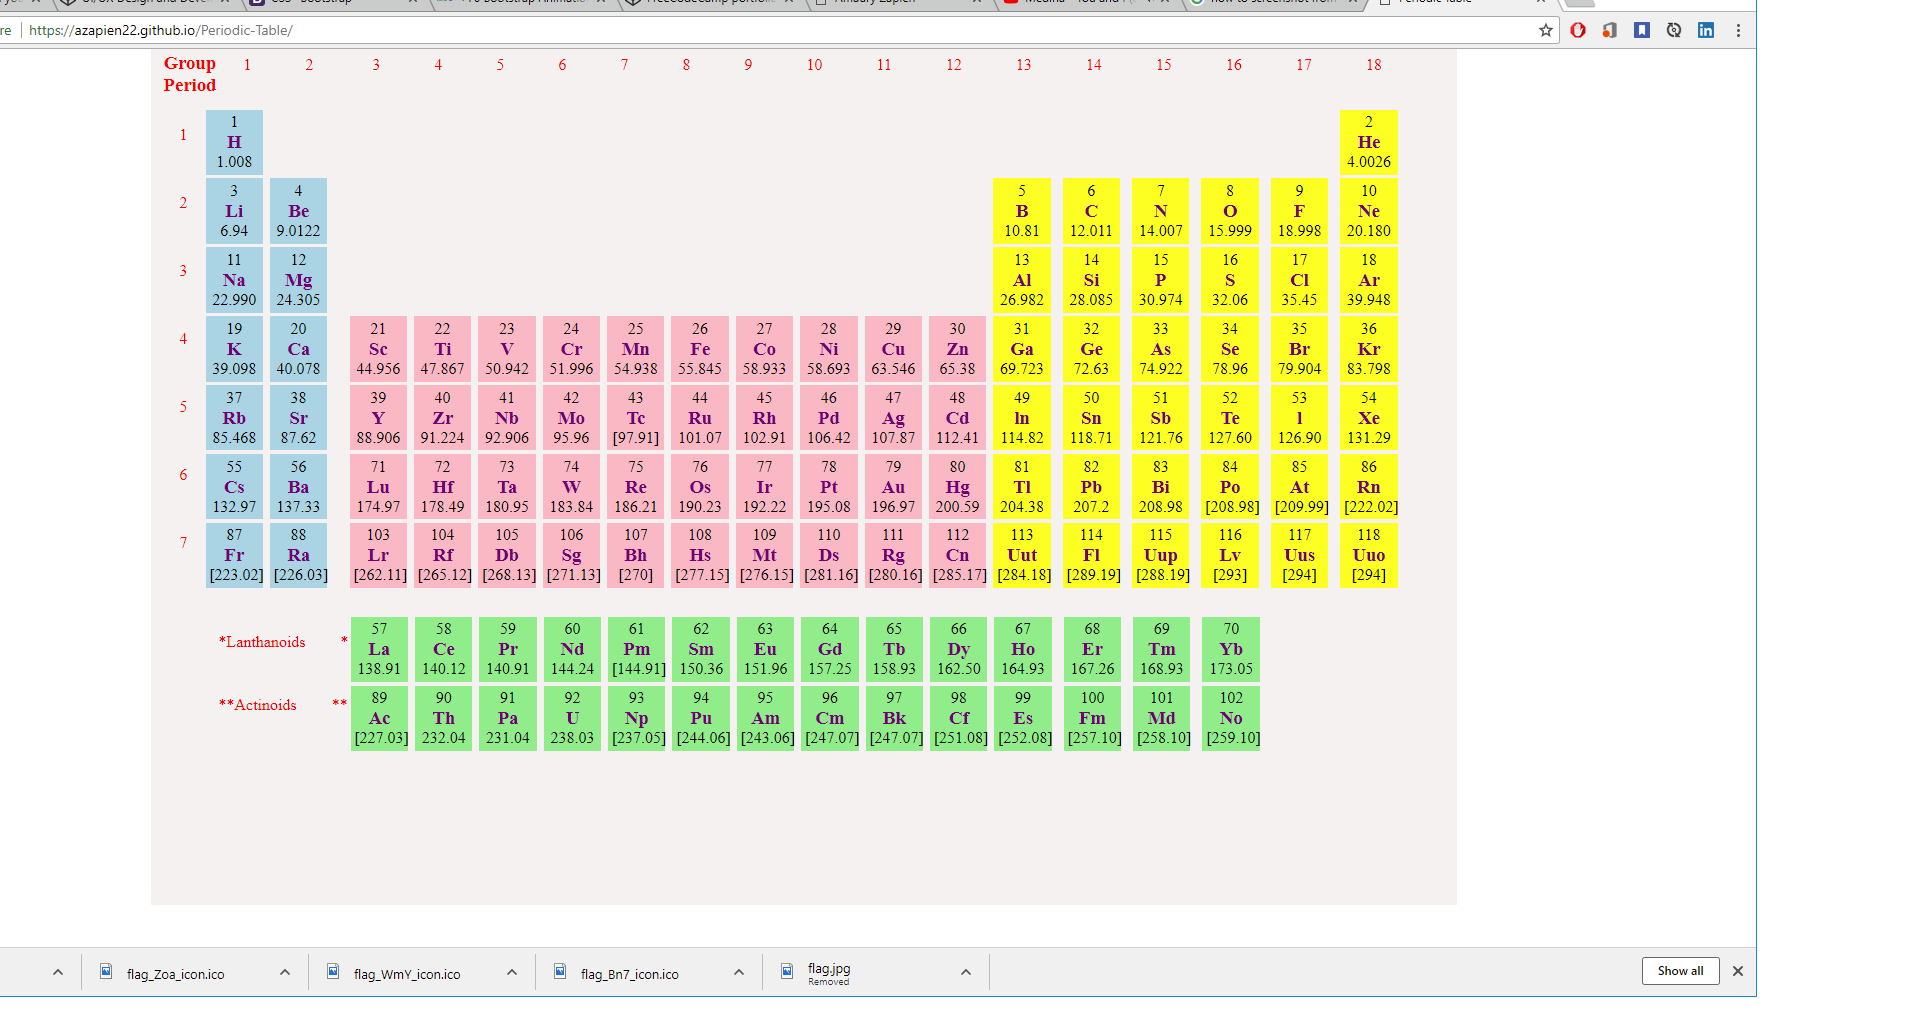 CSS · Bootstrap
Periodic Table
re https://azapien22.github.io/Periodic-Table/
Group 1 2 3 4 5 6 7 8 9 10 11 12 13 14 15 16 17 18
Period
1 2
1 H He
1.008 4.0026
3 4 5 6 7 8 9 10
2 Li Be B C N O F Ne
6.94 9.0122 10.81 12.011 14.007 15.999 18.998 20.180
11 12 13 14 15 16 17 18
3 Na Mg Al Si P S Cl Ar
22.990 24.305 26.982 28.085 30.974 32.06 35.45 39.948
19 20 21 22 23 24 25 26 27 28 29 30 31 32 33 34 35 36
4 K Ca Sc Ti V Cr Mn Fe Co Ni Cu Zn Ga Ge As Se Br Kr
39.098 40.078 44.956 47.867 50.942 51.996 54.938 55.845 58.933 58.693 63.546 65.38 69.723 72.63 74.922 78.96 79.904 83.798
37 38 39 40 41 42 43 44 45 46 47 48 49 50 51 52 53 54
5 Rb Sr Y Zr Nb Mo Tc Ru Rh Pd Ag Cd ln Sn Sb Te l Xe
85.468 87.62 88.906 91.224 92.906 95.96 [97.91] 101.07 102.91 106.42 107.87 112.41 114.82 118.71 121.76 127.60 126.90 131.29
55 56 71 72 73 74 75 76 77 78 79 80 81 82 83 84 85 86
6 Cs Ba Lu Hf Ta W Re Os Ir Pt Au Hg Tl Pb Bi Po At Rn
132.97 137.33 174.97 178.49 180.95 183.84 186.21 190.23 192.22 195.08 196.97 200.59 204.38 207.2 208.98 [208.98] [209.99] [222.02]
87 88 103 104 105 106 107 108 109 110 111 112 113 114 115 116 117 118
7 Fr Ra Lr Rf Db Sg Bh Hs Mt Ds Rg Cn Uut Fl Uup Lv Uus Uuo
[223.02] [226.03] [262.11] [265.12] [268.13] [271.13] [270] [277.15] [276.15] [281.16] [280.16] [285.17] [284.18] [289.19] [288.19] [293] [294] [294]
57 58 59 60 61 62 63 64 65 66 67 68 69 70
*Lanthanoids * La Ce Pr Nd Pm Sm Eu Gd Tb Dy Ho Er Tm Yb
138.91 140.12 140.91 144.24 [144.91] 150.36 151.96 157.25 158.93 162.50 164.93 167.26 168.93 173.05
89 90 91 92 93 94 95 96 97 98 99 100 101 102
**Actinoids ** Ac Th Pa U Np Pu Am Cm Bk Cf Es Fm Md No
[227.03] 232.04 231.04 238.03 [237.05] [244.06] [243.06] [247.07] [247.07] [251.08] [252.08] [257.10] [258.10] [259.10]
flag_Zoa_icon.ico flag_WmY_icon.ico flag_Bn7_icon.ico flag.jpg Show all
Removed